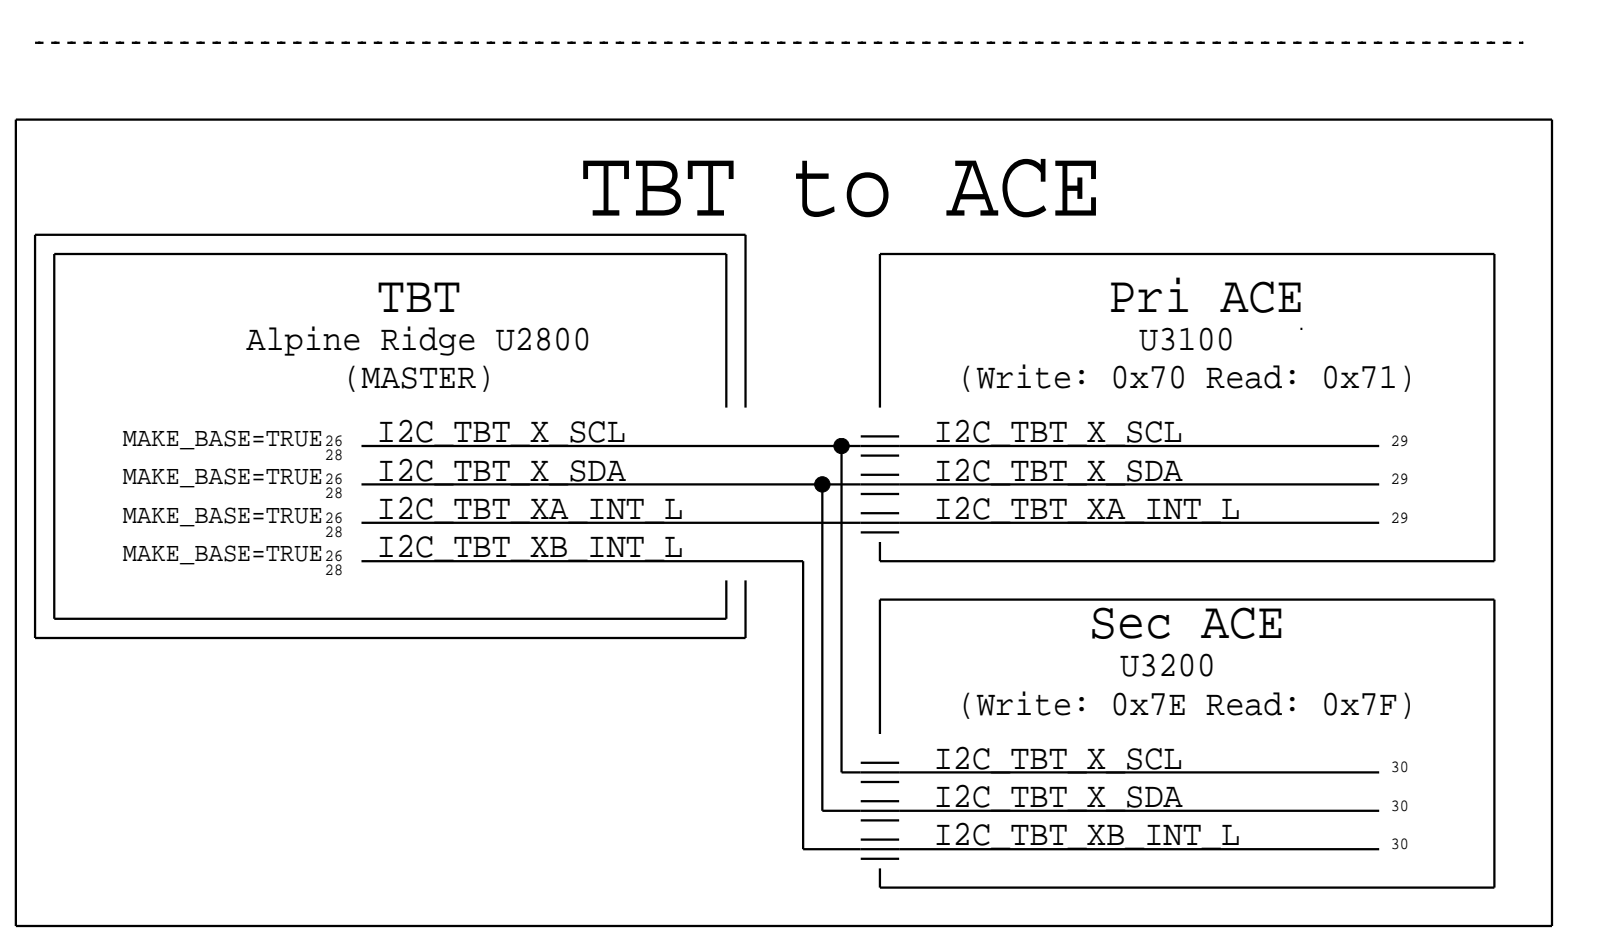 TBT to ACE
TBT
Alpine Ridge U2800
(MASTER)
MAKE_BASE=TRUE 26 28 I2C_TBT_X_SCL
MAKE_BASE=TRUE 26 28 I2C_TBT_X_SDA
MAKE_BASE=TRUE 26 28 I2C_TBT_XA_INT_L
MAKE_BASE=TRUE 26 28 I2C_TBT_XB_INT_L
Pri ACE
U3100
(Write: 0x70 Read: 0x71)
I2C_TBT_X_SCL 29
I2C_TBT_X_SDA 29
I2C_TBT_XA_INT_L 29
Sec ACE
U3200
(Write: 0x7E Read: 0x7F)
I2C_TBT_X_SCL 30
I2C_TBT_X_SDA 30
I2C_TBT_XB_INT_L 30